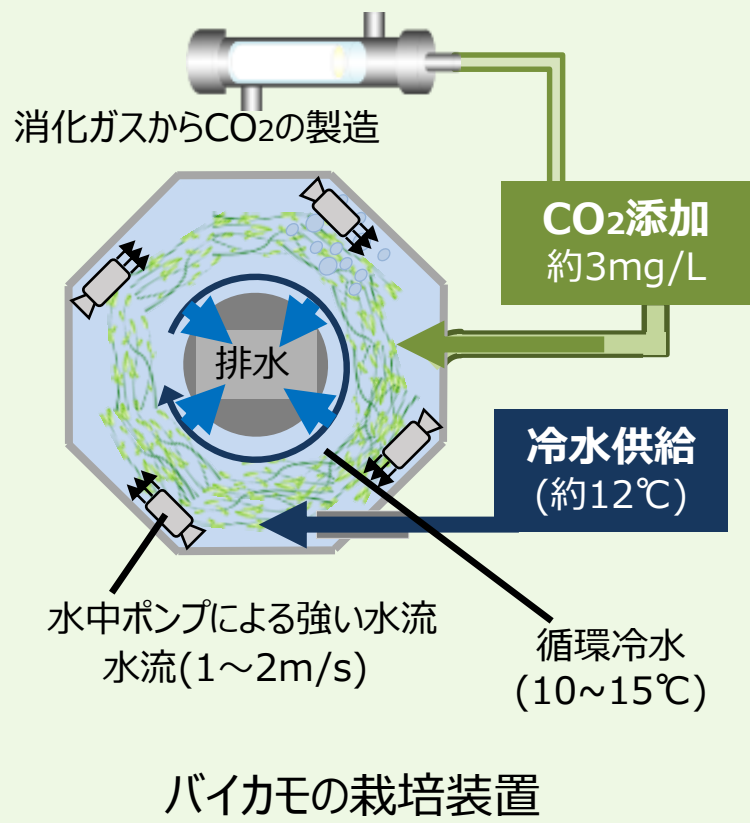 消化ガスからCO2の製造
CO2添加
約3mg/L
排水
冷水供給
(約12℃)
水中ポンプによる強い水流
水流(1～2m/s)
循環冷水
(10~15℃)
バイカモの栽培装置